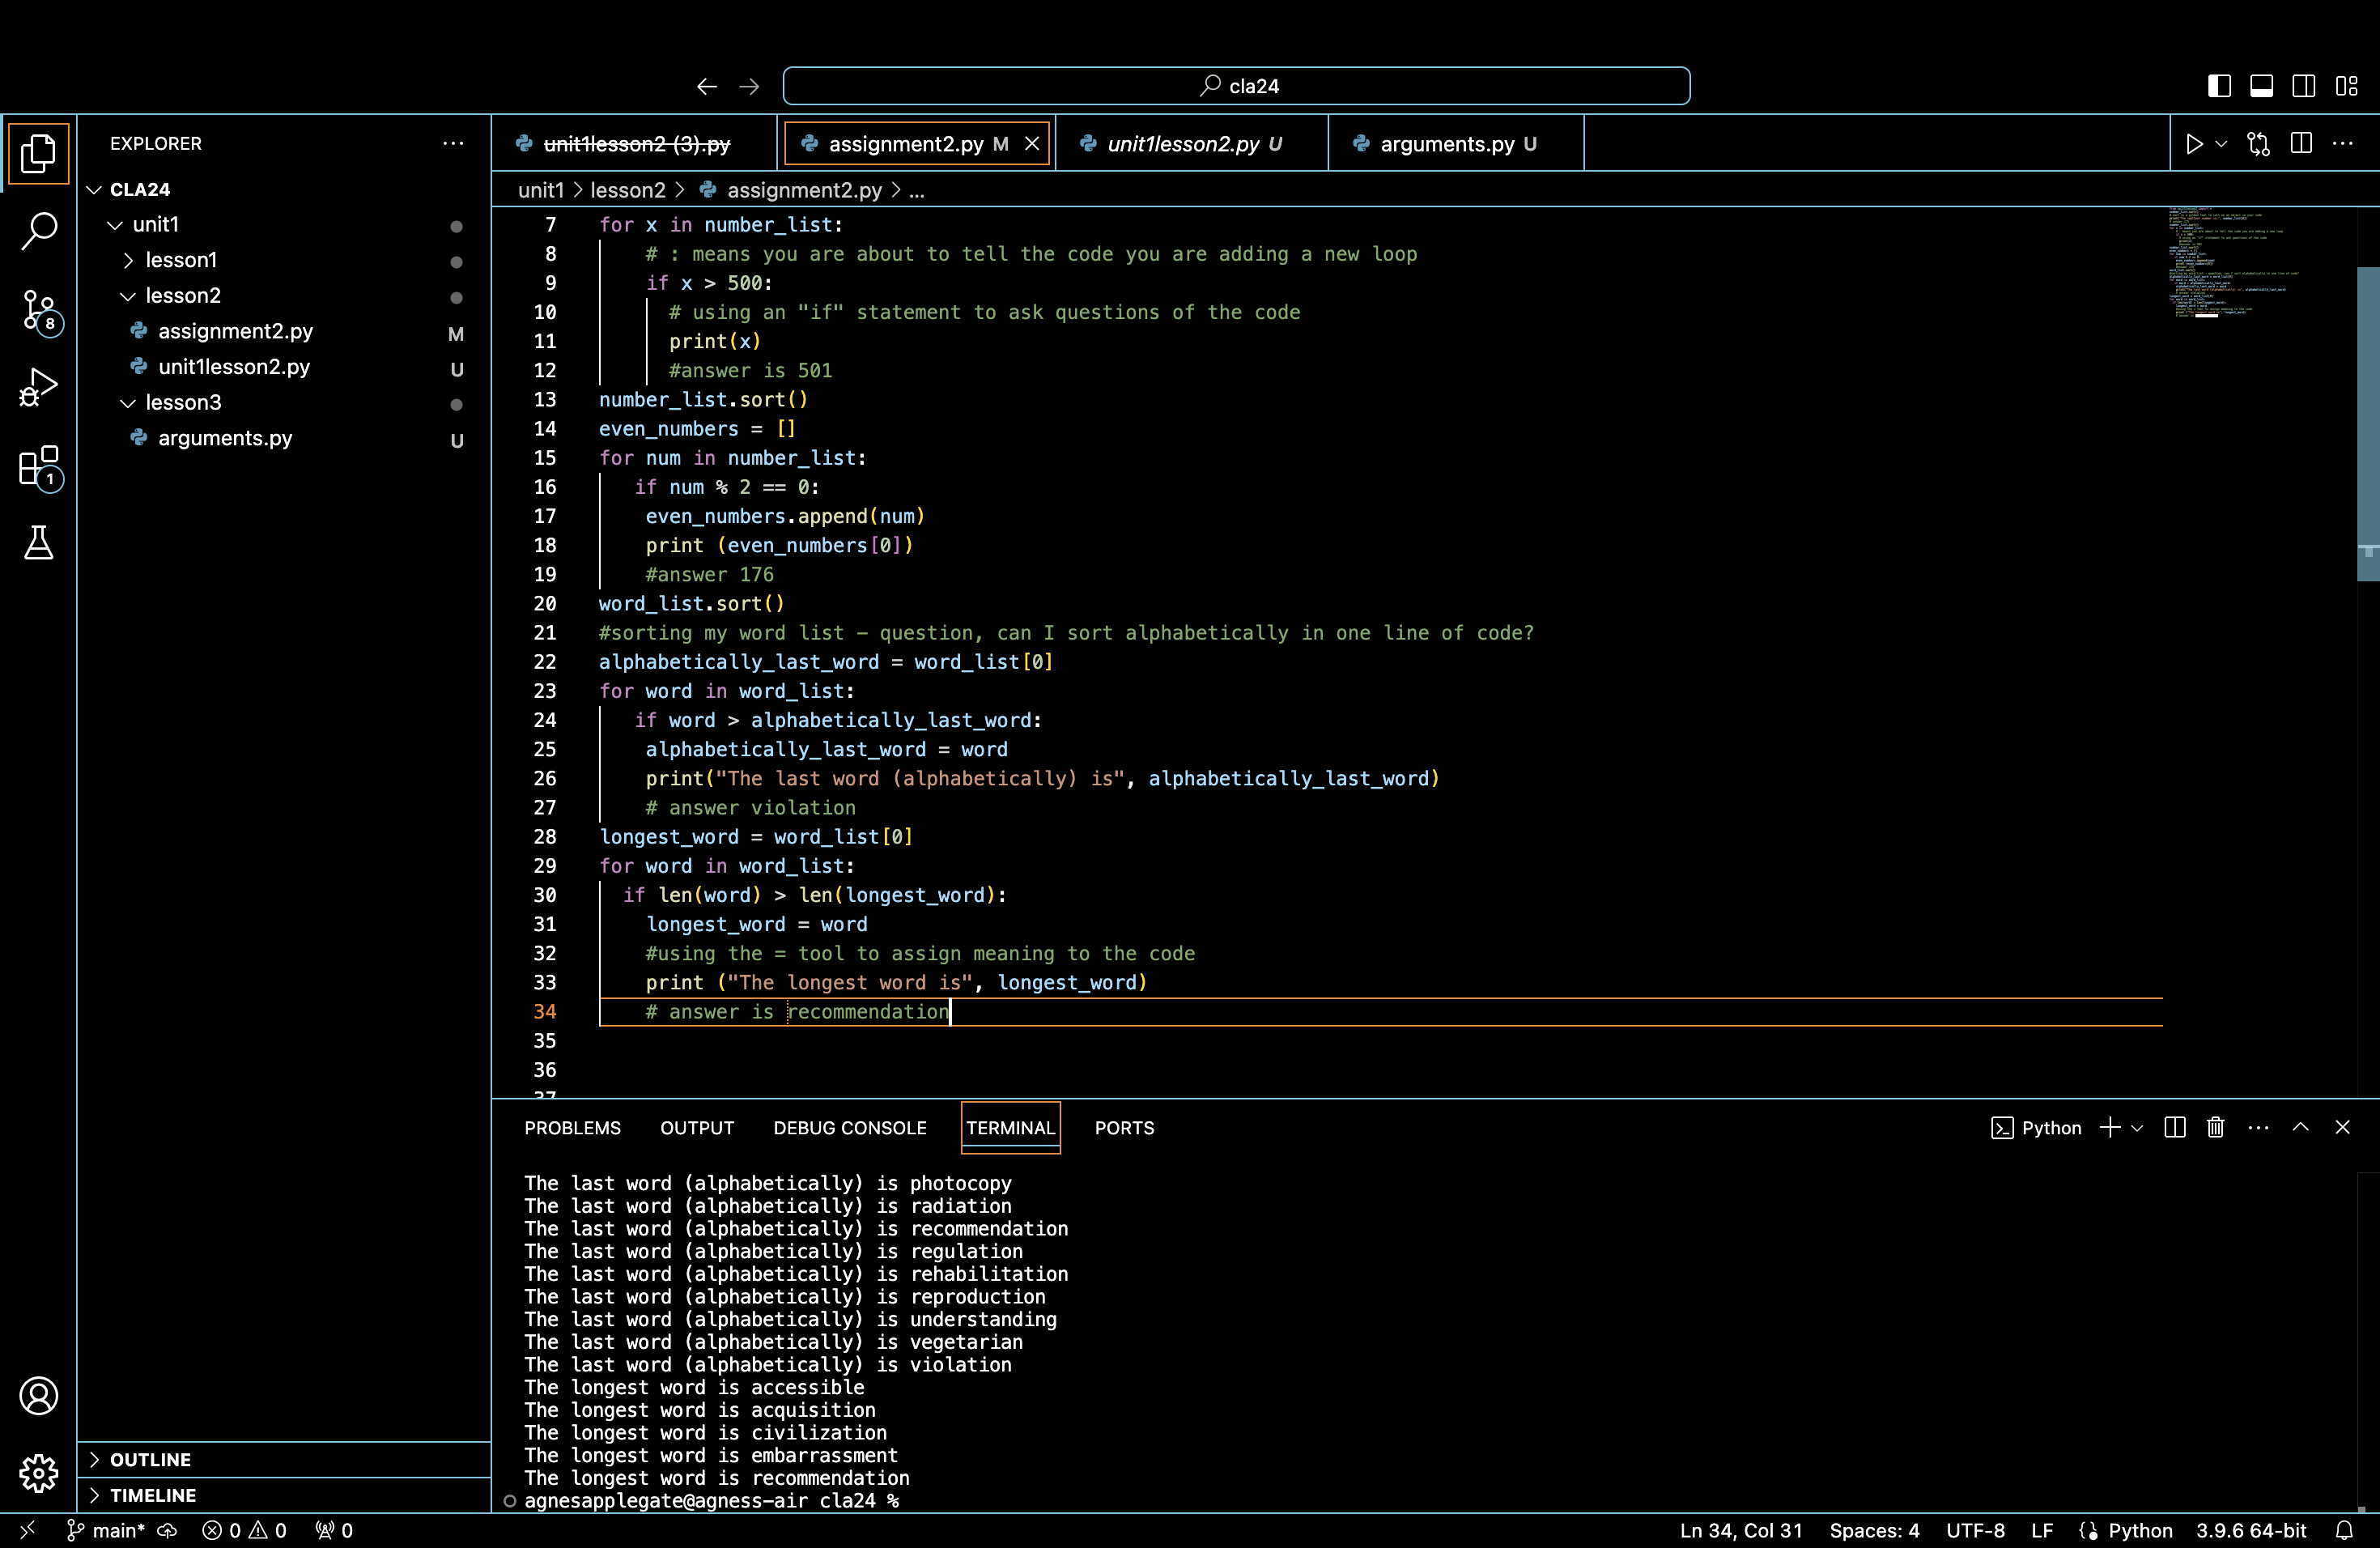 cla24
EXPLORER
CLA24
unit1
lesson1
lesson2
assignment2.py M
unit1lesson2.py U
lesson3
arguments.py U
8
1
OUTLINE
TIMELINE
unit1lesson2 (3).py
assignment2.py M
unit1lesson2.py U
arguments.py U
unit1 > lesson2 > assignment2.py > ...
7 for x in number_list:
8 # : means you are about to tell the code you are adding a new loop
9 if x > 500:
10 # using an "if" statement to ask questions of the code
11 print(x)
12 #answer is 501
13 number_list.sort()
14 even_numbers = []
15 for num in number_list:
16 if num % 2 == 0:
17 even_numbers.append(num)
18 print (even_numbers[0])
19 #answer 176
20 word_list.sort()
21 #sorting my word list – question, can I sort alphabetically in one line of code?
22 alphabetically_last_word = word_list[0]
23 for word in word_list:
24 if word > alphabetically_last_word:
25 alphabetically_last_word = word
26 print("The last word (alphabetically) is", alphabetically_last_word)
27 # answer violation
28 longest_word = word_list[0]
29 for word in word_list:
30 if len(word) > len(longest_word):
31 longest_word = word
32 #using the = tool to assign meaning to the code
33 print ("The longest word is", longest_word)
34 # answer is recommendation
35
36
37
PROBLEMS OUTPUT DEBUG CONSOLE TERMINAL PORTS
Python
The last word (alphabetically) is photocopy
The last word (alphabetically) is radiation
The last word (alphabetically) is recommendation
The last word (alphabetically) is regulation
The last word (alphabetically) is rehabilitation
The last word (alphabetically) is reproduction
The last word (alphabetically) is understanding
The last word (alphabetically) is vegetarian
The last word (alphabetically) is violation
The longest word is accessible
The longest word is acquisition
The longest word is civilization
The longest word is embarrassment
The longest word is recommendation
agnesapplegate@agness-air cla24 %
main* 0 0 0
Ln 34, Col 31 Spaces: 4 UTF-8 LF Python 3.9.6 64-bit